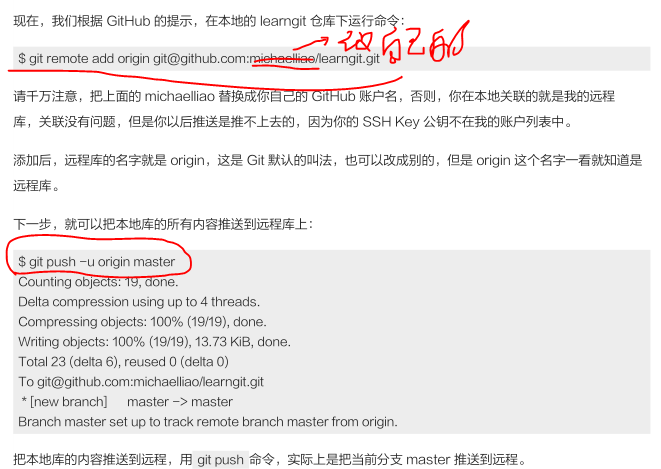 现在，我们根据 GitHub 的提示，在本地的 learngit 仓库下运行命令：
改自己的
$ git remote add origin git@github.com:michaelliao/learngit.git
请千万注意，把上面的 michaelliao 替换成你自己的 GitHub 账户名，否则，你在本地关联的就是我的远程
库，关联没有问题，但是你以后推送是推不上去的，因为你的 SSH Key 公钥不在我的账户列表中。
添加后，远程库的名字就是 origin，这是 Git 默认的叫法，也可以改成别的，但是 origin 这个名字一看就知道是
远程库。
下一步，就可以把本地库的所有内容推送到远程库上：
$ git push -u origin master
Counting objects: 19, done.
Delta compression using up to 4 threads.
Compressing objects: 100% (19/19), done.
Writing objects: 100% (19/19), 13.73 KiB, done.
Total 23 (delta 6), reused 0 (delta 0)
To git@github.com:michaelliao/learngit.git
* [new branch] master -> master
Branch master set up to track remote branch master from origin.
把本地库的内容推送到远程，用 git push 命令，实际上是把当前分支 master 推送到远程。